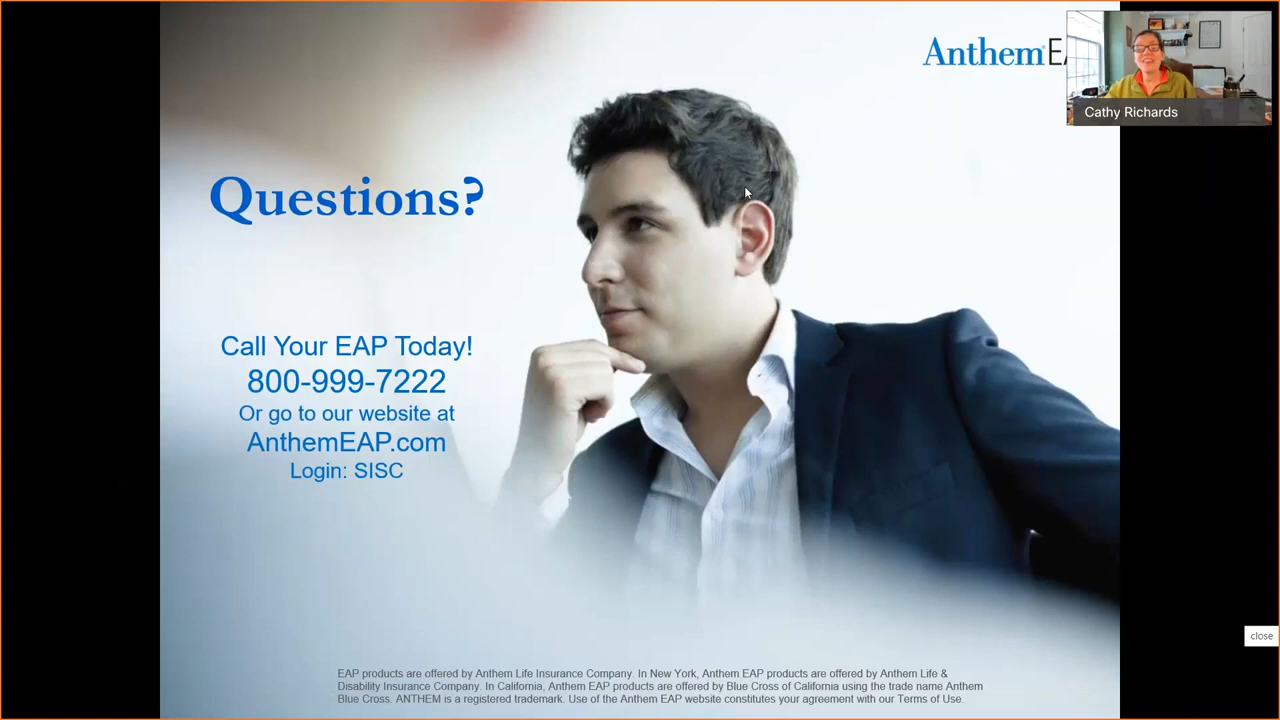 Anthem EA
Cathy Richards
Questions?
Call Your EAP Today!
800-999-7222
Or go to our website at
AnthemEAP.com
Login: SISC
close
EAP products are offered by Anthem Life Insurance Company. In New York, Anthem EAP products are offered by Anthem Life &
Disability Insurance Company. In California, Anthem EAP products are offered by Blue Cross of California using the trade name Anthem
Blue Cross. ANTHEM is a registered trademark. Use of the Anthem EAP website constitutes your agreement with our Terms of Use.